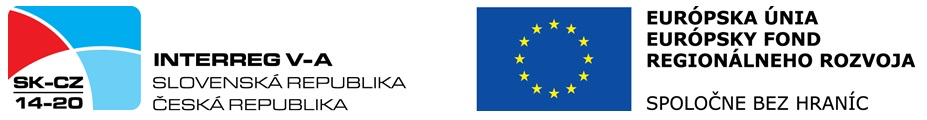 SK-CZ
14-20
INTERREG V-A
SLOVENSKÁ REPUBLIKA
ČESKÁ REPUBLIKA
EURÓPSKA ÚNIA
EURÓPSKY FOND
REGIONÁLNEHO ROZVOJA
SPOLOČNE BEZ HRANÍC